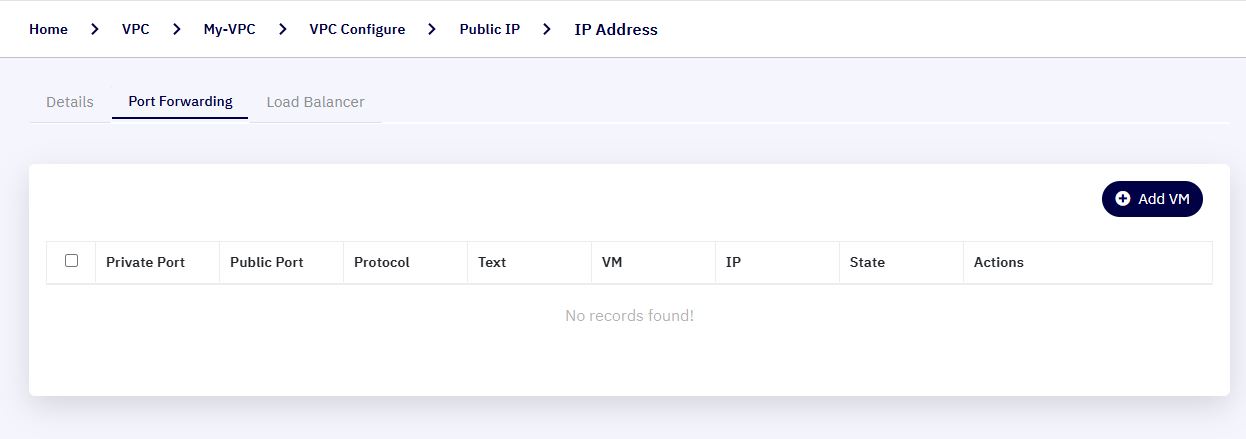 Home VPC My-VPC VPC Configure Public IP IP Address
Details Port Forwarding Load Balancer
Add VM
Private Port Public Port Protocol Text VM IP State Actions
No records found!